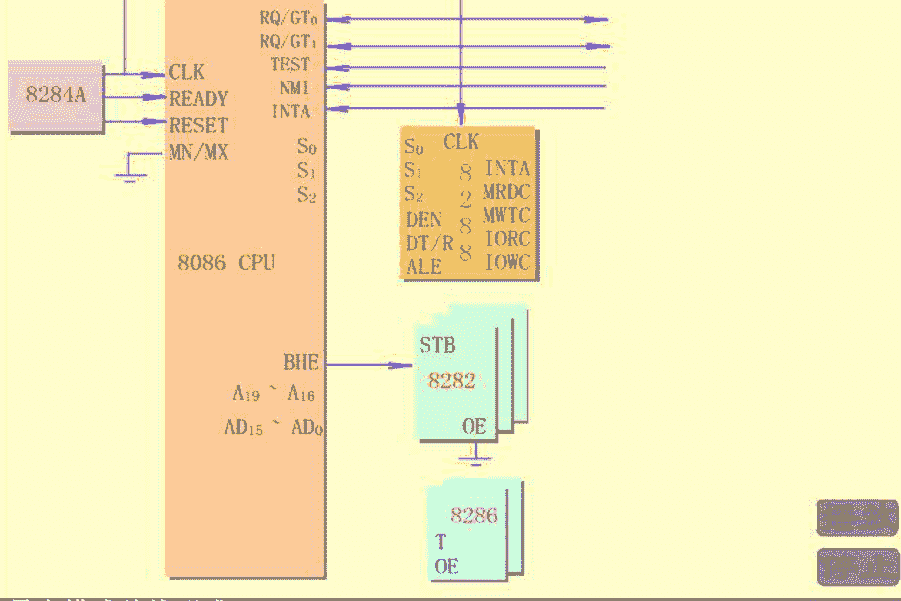 RQ/GT0
RQ/GT1
TEST
NMI
INTA
8284A
CLK
READY
RESET
MN/MX
S0
S1
S2
8086 CPU
BHE
A19 ~ A16
AD15 ~ AD0
CLK
S0
S1
S2
DEN
DT/R
ALE
8
2
8
8
INTA
MRDC
MWTC
IORC
IOWC
STB
8282
OE
8286
T
OE